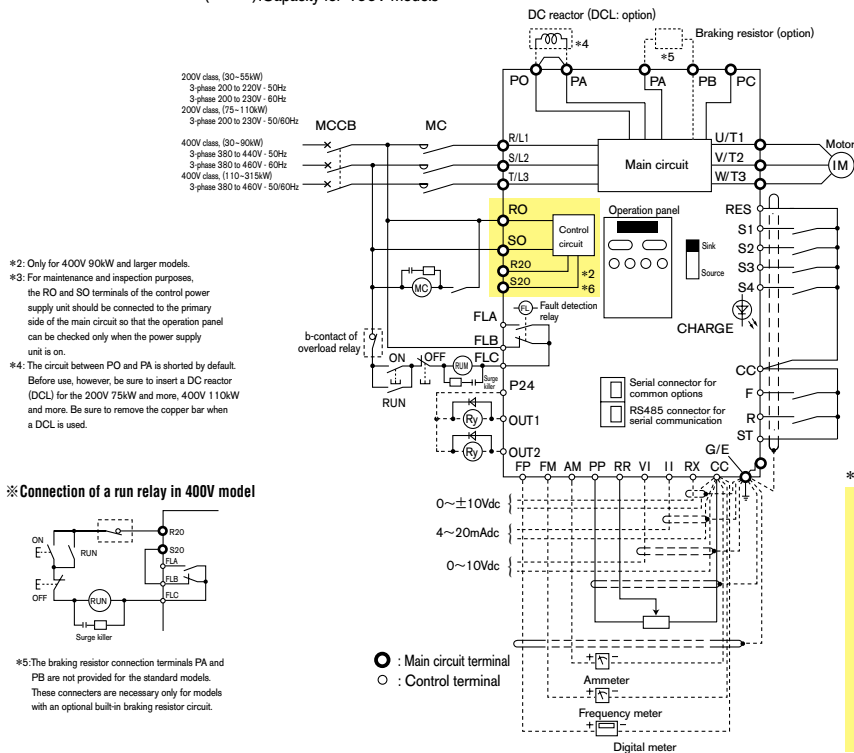 DC reactor (DCL: option)
*4
Braking resistor (option)
*5
PO PA PA PB PC
200V class, (30~55kW)
3-phase 200 to 220V - 50Hz
3-phase 200 to 230V - 60Hz
200V class, (75~110kW)
3-phase 200 to 230V - 50/60Hz
400V class, (30~90kW)
3-phase 380 to 440V - 50Hz
3-phase 380 to 460V - 60Hz
400V class, (110~315kW)
3-phase 380 to 460V - 50/60Hz
MCCB MC
R/L1
S/L2
T/L3
Main circuit
U/T1
V/T2
W/T3
Motor
IM
RO
SO
R20
S20
Control
circuit
*2
*6
Operation panel
Sink
Source
RES
S1
S2
S3
S4
CHARGE
MC
*2: Only for 400V 90kW and larger models.
*3: For maintenance and inspection purposes,
the RO and SO terminals of the control power
supply unit should be connected to the primary
side of the main circuit so that the operation panel
can be checked only when the power supply
unit is on.
*4: The circuit between PO and PA is shorted by default.
Before use, however, be sure to insert a DC reactor
(DCL) for the 200V 75kW and more, 400V 110kW
and more. Be sure to remove the copper bar when
a DCL is used.
b-contact of
overload relay
FLA
FLB
FLC
FL
Fault detection
relay
ON OFF RUM
Surge
killer
RUN
P24
Ry
OUT1
Ry
OUT2
Serial connector for
common options
RS485 connector for
serial communication
CC
F
R
ST
G/E
FP FM AM PP RR VI II RX CC
*
0~±10Vdc
4~20mAdc
0~10Vdc
※Connection of a run relay in 400V model
R20
S20
FLA
FLB
FLC
ON
RUN
OFF
RUN
Surge killer
*5:The braking resistor connection terminals PA and
PB are not provided for the standard models.
These connecters are necessary only for models
with an optional built-in braking resistor circuit.
: Main circuit terminal
: Control terminal
+ -
Ammeter
+ -
Frequency meter
+ -
Digital meter